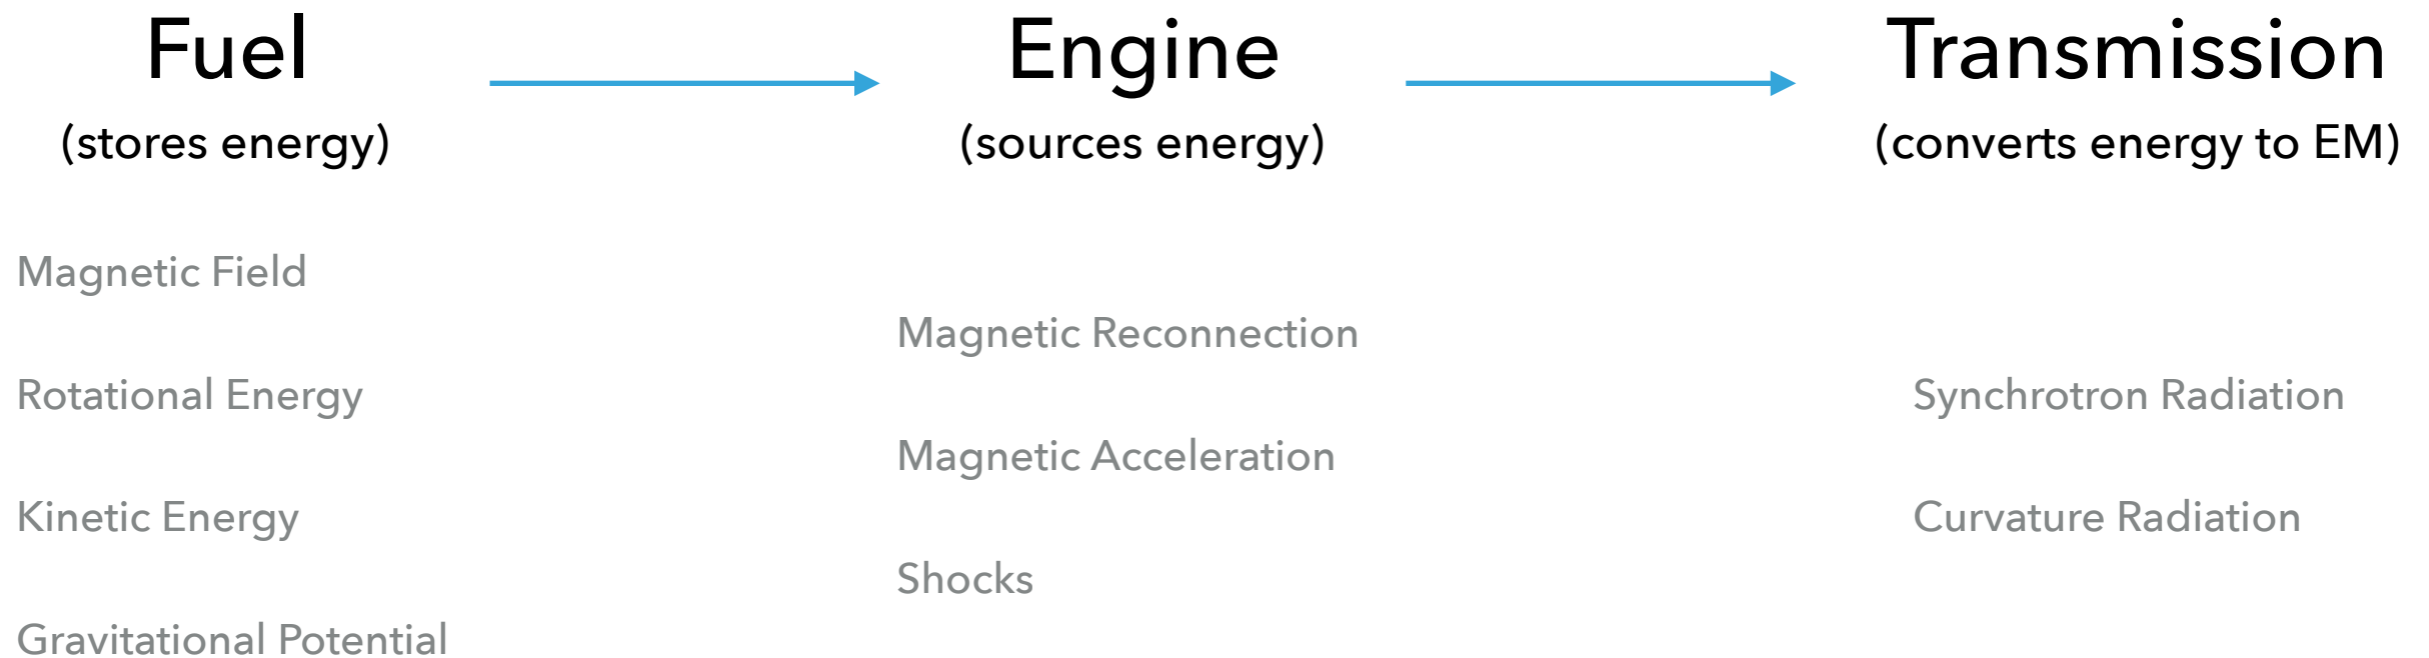 Fuel
(stores energy)
Magnetic Field
Rotational Energy
Kinetic Energy
Gravitational Potential
Engine
(sources energy)
Magnetic Reconnection
Magnetic Acceleration
Shocks
Transmission
(converts energy to EM)
Synchrotron Radiation
Curvature Radiation